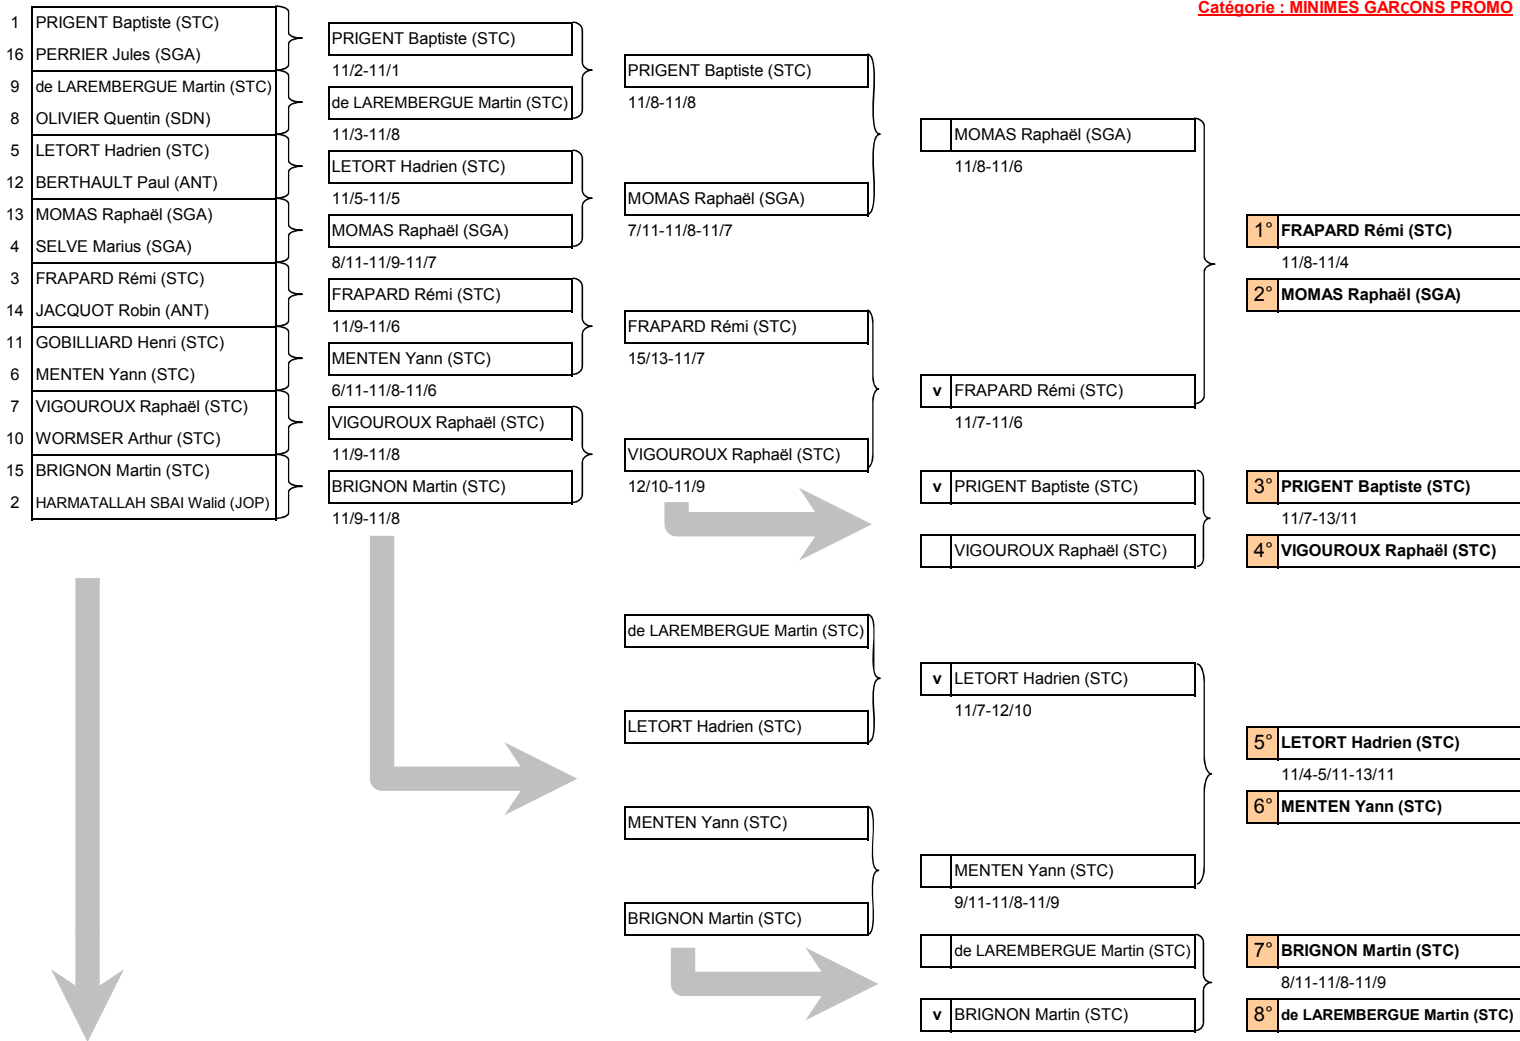 Catégorie : MINIMES GARçONS PROMO
1 PRIGENT Baptiste (STC)
16 PERRIER Jules (SGA)
9 de LAREMBERGUE Martin (STC)
8 OLIVIER Quentin (SDN)
5 LETORT Hadrien (STC)
12 BERTHAULT Paul (ANT)
13 MOMAS Raphaël (SGA)
4 SELVE Marius (SGA)
3 FRAPARD Rémi (STC)
14 JACQUOT Robin (ANT)
11 GOBILLIARD Henri (STC)
6 MENTEN Yann (STC)
7 VIGOUROUX Raphaël (STC)
10 WORMSER Arthur (STC)
15 BRIGNON Martin (STC)
2 HARMATALLAH SBAI Walid (JOP)
PRIGENT Baptiste (STC)
11/2-11/1
de LAREMBERGUE Martin (STC)
11/3-11/8
LETORT Hadrien (STC)
11/5-11/5
MOMAS Raphaël (SGA)
8/11-11/9-11/7
FRAPARD Rémi (STC)
11/9-11/6
MENTEN Yann (STC)
6/11-11/8-11/6
VIGOUROUX Raphaël (STC)
11/9-11/8
BRIGNON Martin (STC)
11/9-11/8
PRIGENT Baptiste (STC)
11/8-11/8
MOMAS Raphaël (SGA)
7/11-11/8-11/7
FRAPARD Rémi (STC)
15/13-11/7
VIGOUROUX Raphaël (STC)
12/10-11/9
de LAREMBERGUE Martin (STC)
LETORT Hadrien (STC)
MENTEN Yann (STC)
BRIGNON Martin (STC)
MOMAS Raphaël (SGA)
11/8-11/6
v FRAPARD Rémi (STC)
11/7-11/6
v PRIGENT Baptiste (STC)
VIGOUROUX Raphaël (STC)
v LETORT Hadrien (STC)
11/7-12/10
MENTEN Yann (STC)
9/11-11/8-11/9
de LAREMBERGUE Martin (STC)
v BRIGNON Martin (STC)
1° FRAPARD Rémi (STC)
11/8-11/4
2° MOMAS Raphaël (SGA)
3° PRIGENT Baptiste (STC)
11/7-13/11
4° VIGOUROUX Raphaël (STC)
5° LETORT Hadrien (STC)
11/4-5/11-13/11
6° MENTEN Yann (STC)
7° BRIGNON Martin (STC)
8/11-11/8-11/9
8° de LAREMBERGUE Martin (STC)